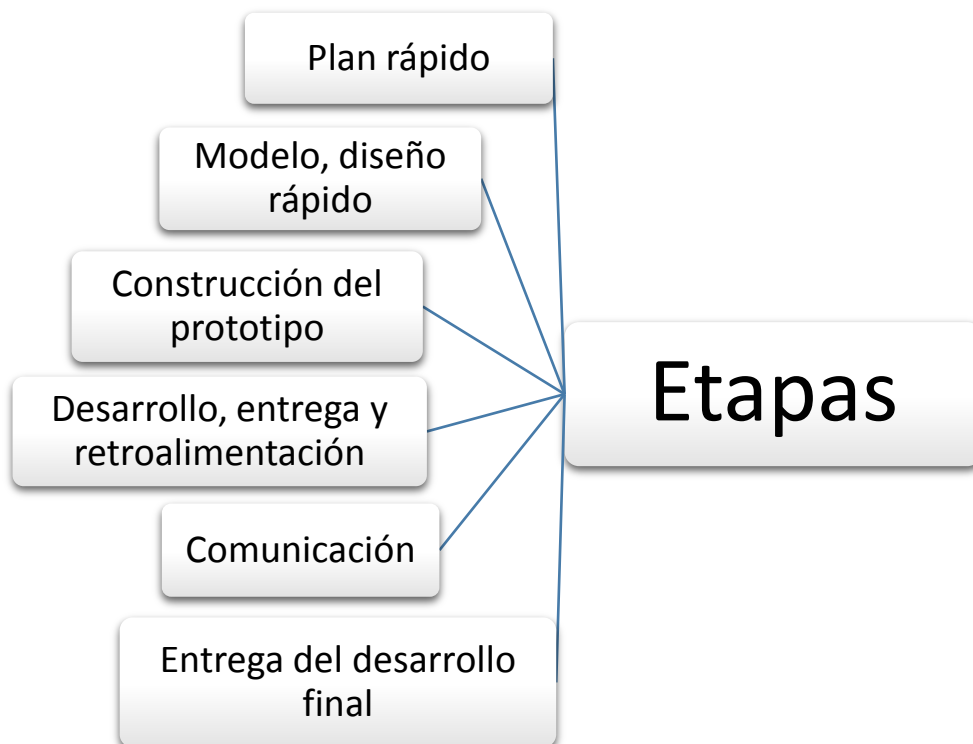 Plan rápido
Modelo, diseño
rápido
Construcción del
prototipo
Etapas
Desarrollo, entrega y
retroalimentación
Comunicación
Entrega del desarrollo
final